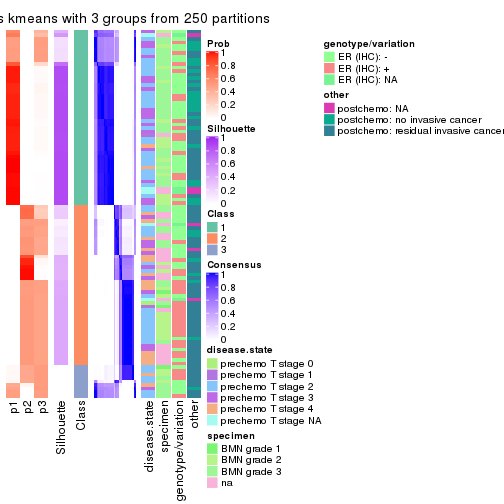 s kmeans with 3 groups from 250 partitions
Prob
1
0.8
0.6
0.4
0.2
0
Silhouette
1
0.8
0.6
0.4
0.2
0
Class
1
2
3
Consensus
1
0.8
0.6
0.4
0.2
0
disease.state
prechemo T stage 0
prechemo T stage 1
prechemo T stage 2
prechemo T stage 3
prechemo T stage 4
prechemo T stage NA
specimen
BMN grade 1
BMN grade 2
BMN grade 3
na
genotype/variation
ER (IHC): -
ER (IHC): +
ER (IHC): NA
other
postchemo: NA
postchemo: no invasive cancer
postchemo: residual invasive cancer
p1
p2
p3
Silhouette
Class
disease.state
specimen
genotype/variation
other